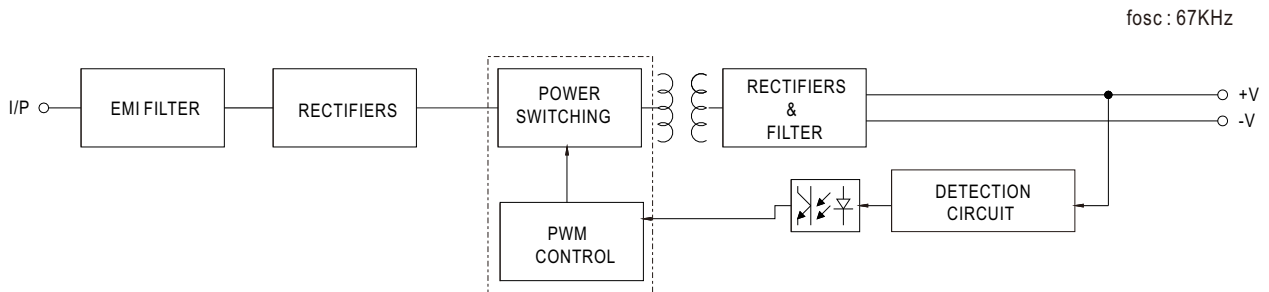 fosc : 67KHz
I/P
EMI FILTER
RECTIFIERS
POWER
SWITCHING
RECTIFIERS
&
FILTER
+V
-V
DETECTION
CIRCUIT
PWM
CONTROL